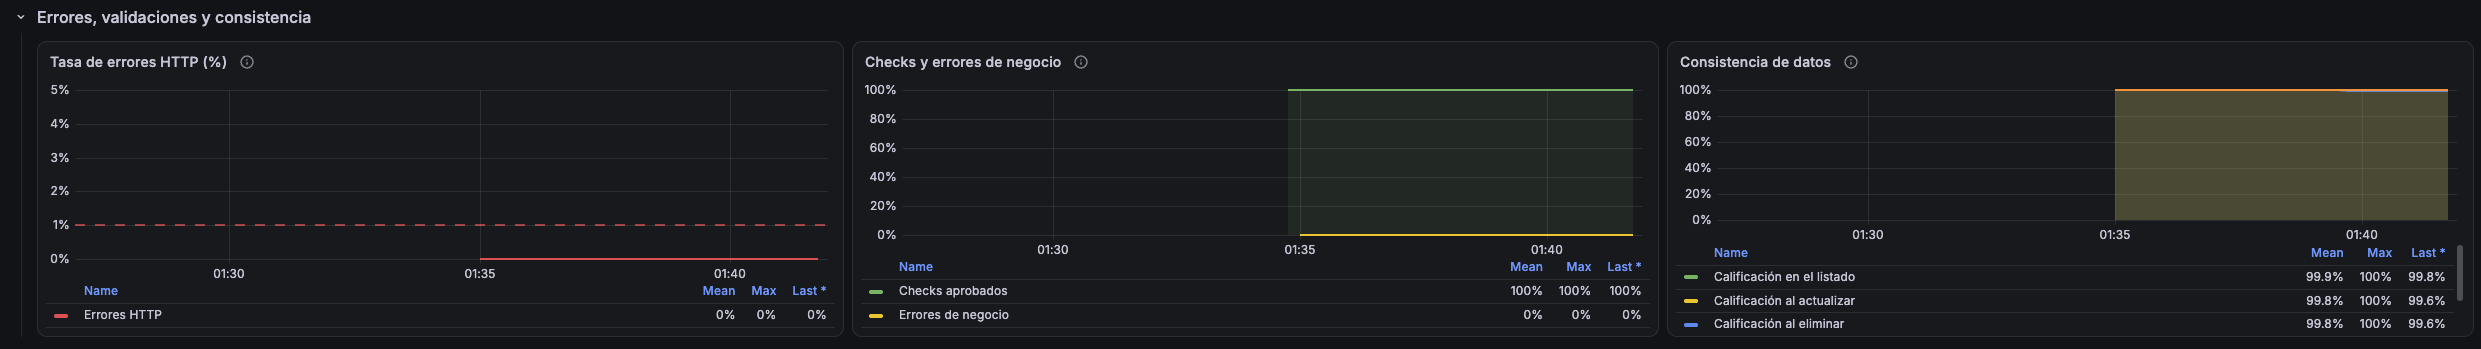 Errores, validaciones y consistencia
Tasa de errores HTTP (%)
5%
4%
3%
2%
1%
0%
01:30 01:35 01:40
Name Mean Max Last *
Errores HTTP 0% 0% 0%
Checks y errores de negocio
100%
80%
60%
40%
20%
0%
01:30 01:35 01:40
Name Mean Max Last *
Checks aprobados 100% 100% 100%
Errores de negocio 0% 0% 0%
Consistencia de datos
100%
80%
60%
40%
20%
0%
01:30 01:35 01:40
Name Mean Max Last *
Calificación en el listado 99.9% 100% 99.8%
Calificación al actualizar 99.8% 100% 99.6%
Calificación al eliminar 99.8% 100% 99.6%